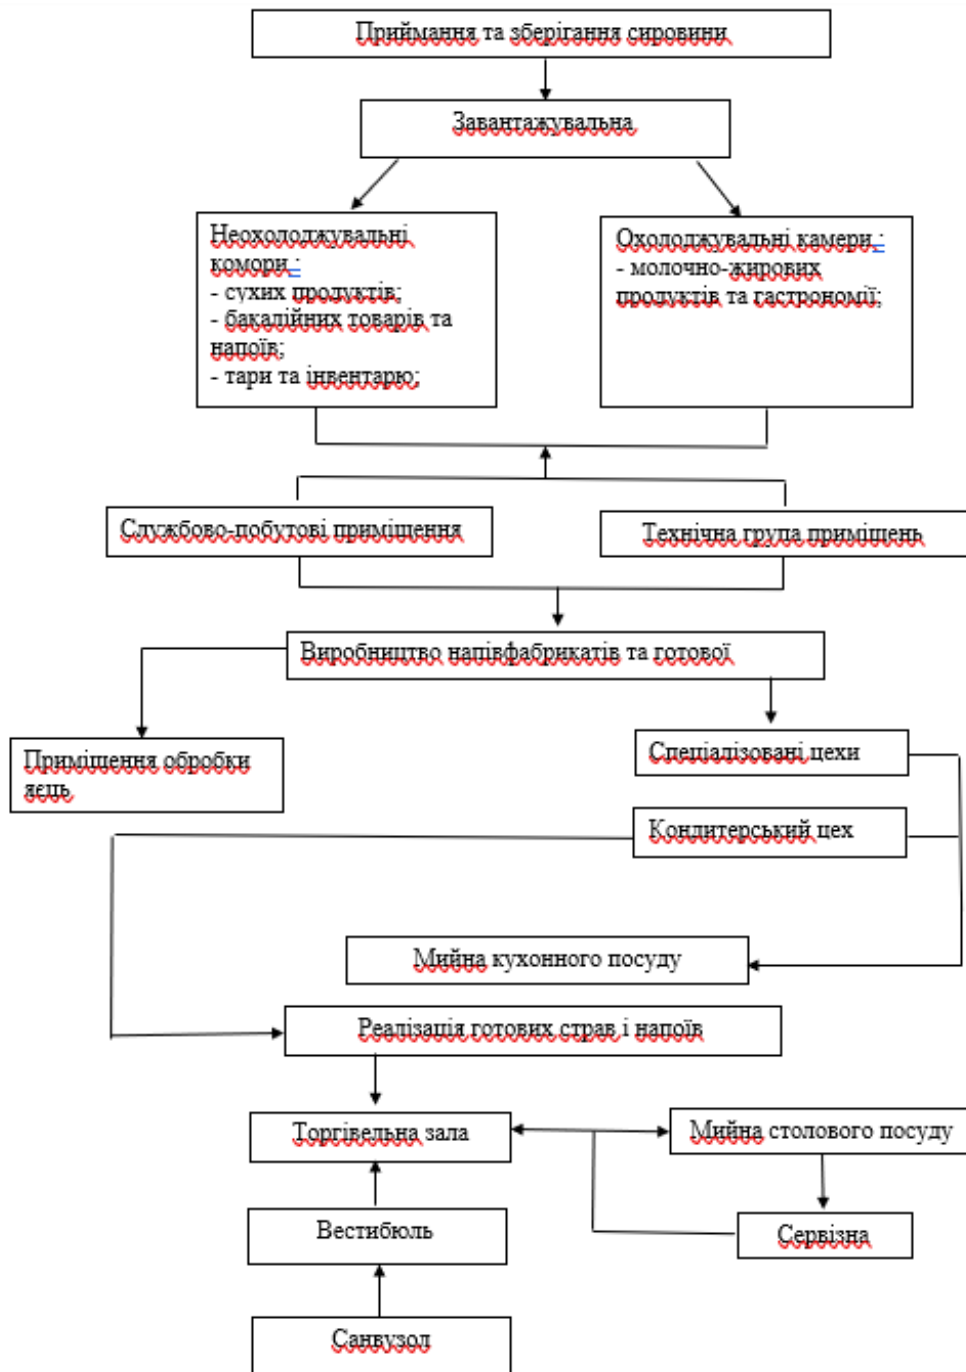 Приймання та зберігання сировини
Завантажувальна
Неохолоджувальні
комори :
- сухих продуктів;
- бакалійних товарів та
напоїв;
- тари та інвентарю;
Охолоджувальні камери :
- молочно-жирових
продуктів та гастрономії;
Службово-побутові приміщення
Технічна група приміщень
Виробництво напівфабрикатів та готової
Приміщення обробки
яєць
Спеціалізовані цехи
Кондитерський цех
Мийна кухонного посуду
Реалізація готових страв і напоїв
Торгівельна зала
Мийна столового посуду
Вестибюль
Сервізна
Санвузол